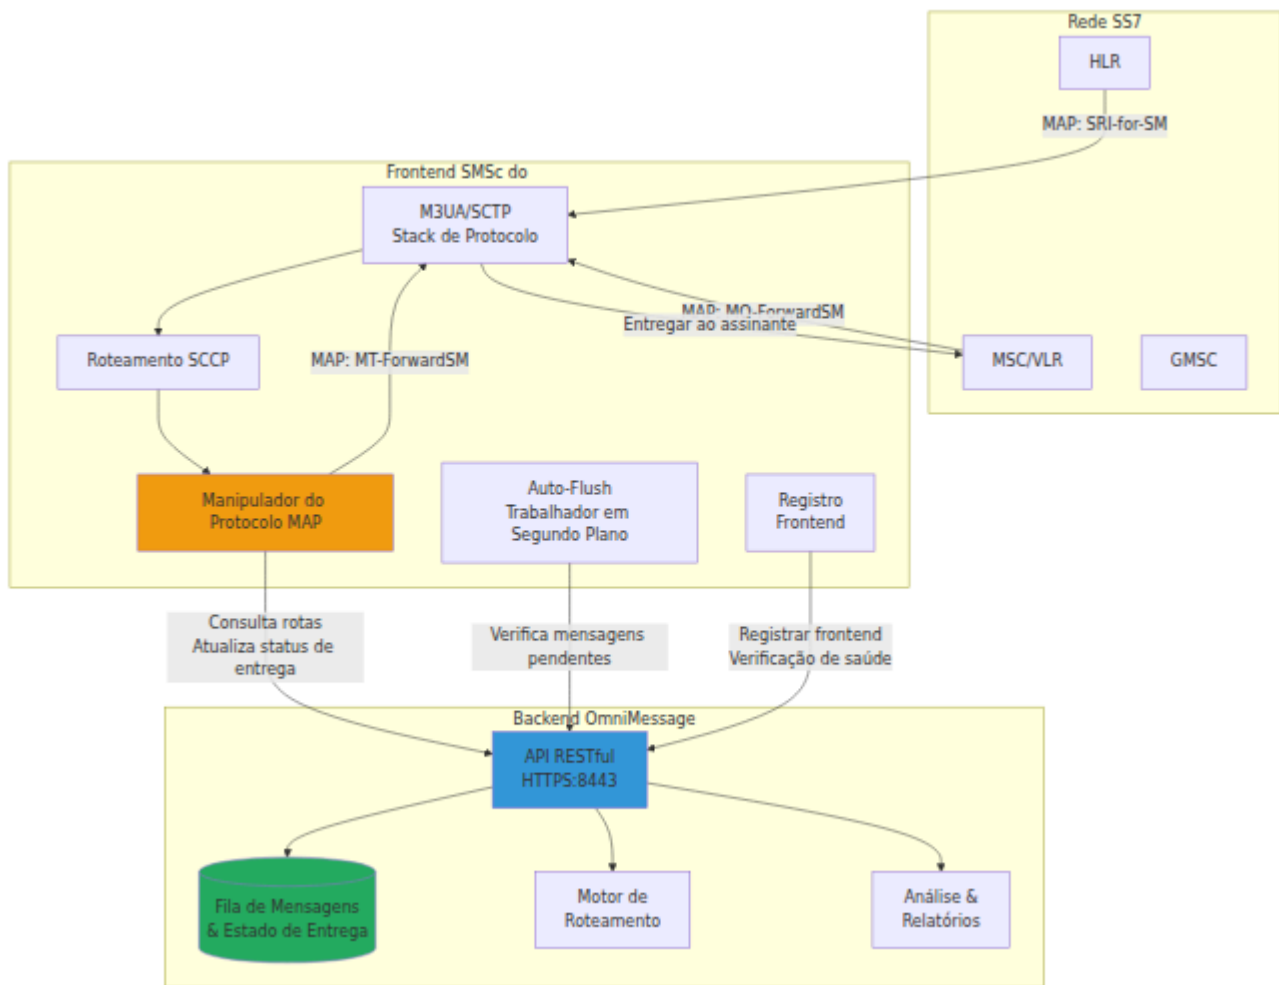 Rede SS7
HLR
MAP: SRI-for-SM
Frontend SMSc do
M3UA/SCTP
Stack de Protocolo
MAP: MO-ForwardSM
Entregar ao assinante
Roteamento SCCP
MAP: MT-ForwardSM
MSC/VLR
GMSC
Manipulador do
Protocolo MAP
Auto-Flush
Trabalhador em
Segundo Plano
Registro
Frontend
Consulta rotas
Atualiza status de
entrega
Verifica mensagens
pendentes
Registrar frontend
Verificação de saúde
Backend OmniMessage
API RESTful
HTTPS:8443
Fila de Mensagens
& Estado de Entrega
Motor de
Roteamento
Análise &
Relatórios